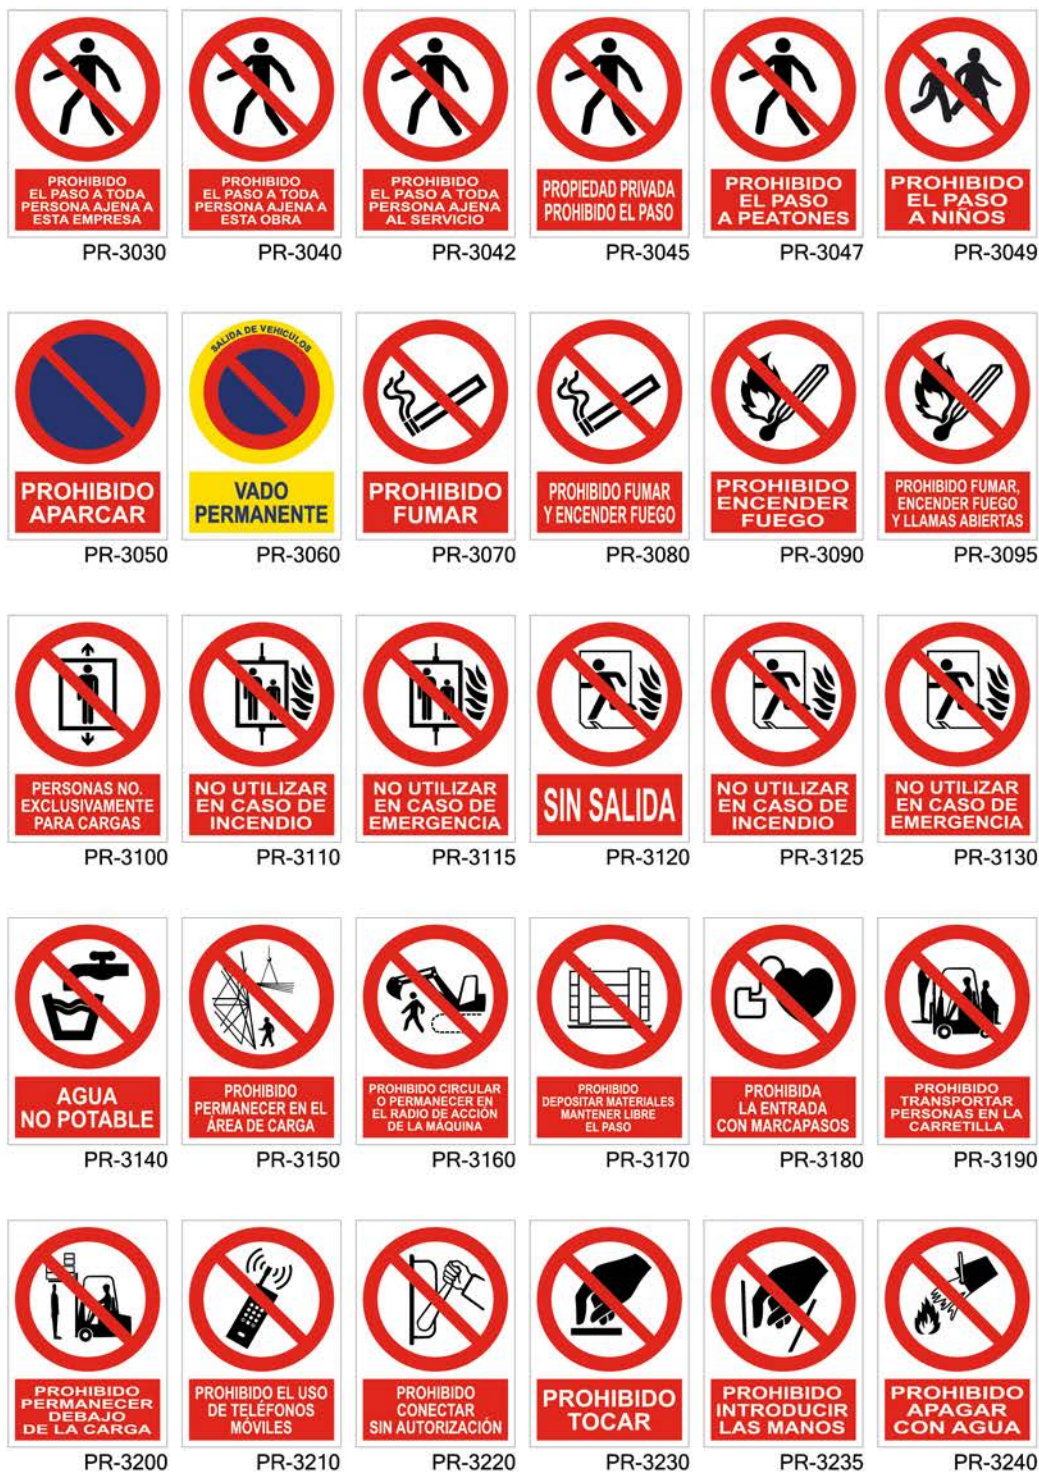 PROHIBIDO
EL PASO A TODA
PERSONA AJENA A
ESTA EMPRESA
PR-3030
PROHIBIDO
EL PASO A TODA
PERSONA AJENA A
ESTA OBRA
PR-3040
PROHIBIDO
EL PASO A TODA
PERSONA AJENA
AL SERVICIO
PR-3042
PROPIEDAD PRIVADA
PROHIBIDO EL PASO
PR-3045
PROHIBIDO
EL PASO
A PEATONES
PR-3047
PROHIBIDO
EL PASO
A NIÑOS
PR-3049
PROHIBIDO
APARCAR
PR-3050
SALIDA DE VEHICULOS
VADO
PERMANENTE
PR-3060
PROHIBIDO
FUMAR
PR-3070
PROHIBIDO FUMAR
Y ENCENDER FUEGO
PR-3080
PROHIBIDO
ENCENDER
FUEGO
PR-3090
PROHIBIDO FUMAR,
ENCENDER FUEGO
Y LLAMAS ABIERTAS
PR-3095
PERSONAS NO.
EXCLUSIVAMENTE
PARA CARGAS
PR-3100
NO UTILIZAR
EN CASO DE
INCENDIO
PR-3110
NO UTILIZAR
EN CASO DE
EMERGENCIA
PR-3115
SIN SALIDA
PR-3120
NO UTILIZAR
EN CASO DE
INCENDIO
PR-3125
NO UTILIZAR
EN CASO DE
EMERGENCIA
PR-3130
AGUA
NO POTABLE
PR-3140
PROHIBIDO
PERMANECER EN EL
ÁREA DE CARGA
PR-3150
PROHIBIDO CIRCULAR
O PERMANECER EN
EL RADIO DE ACCIÓN
DE LA MÁQUINA
PR-3160
PROHIBIDO
DEPOSITAR MATERIALES
MANTENER LIBRE
EL PASO
PR-3170
PROHIBIDA
LA ENTRADA
CON MARCAPASOS
PR-3180
PROHIBIDO
TRANSPORTAR
PERSONAS EN LA
CARRETILLA
PR-3190
PROHIBIDO
PERMANECER
DEBAJO
DE LA CARGA
PR-3200
PROHIBIDO EL USO
DE TELÉFONOS
MÓVILES
PR-3210
PROHIBIDO
CONECTAR
SIN AUTORIZACIÓN
PR-3220
PROHIBIDO
TOCAR
PR-3230
PROHIBIDO
INTRODUCIR
LAS MANOS
PR-3235
PROHIBIDO
APAGAR
CON AGUA
PR-3240